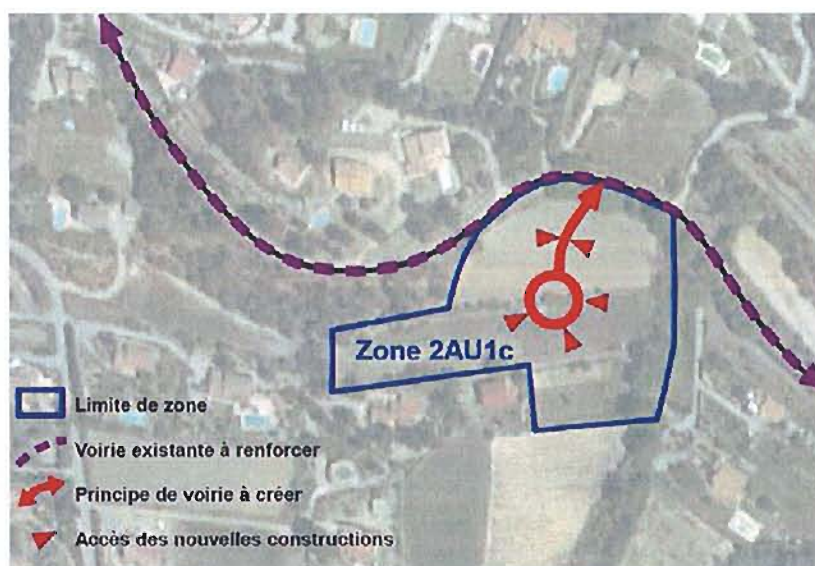 Zone 2AU1c
Limite de zone
Voirie existante à renforcer
Principe de voirie à créer
Accès des nouvelles constructions